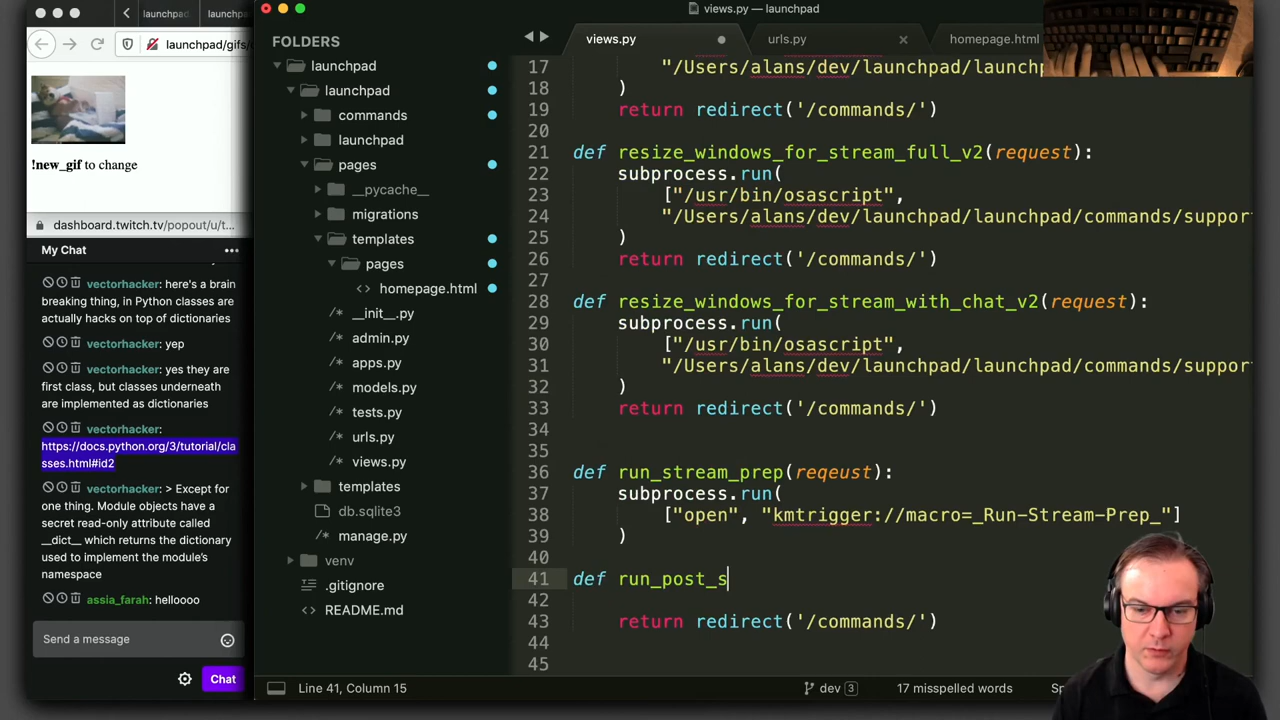 views.py — launchpad
launchpad.
launchpad
launchpad/gifs/
!new_gif to change
dashboard.twitch.tv/popout/u/t...
My Chat
vectorhacker: here's a brain
breaking thing, in Python classes are
actually hacks on top of dictionaries
vectorhacker: yep
vectorhacker: yes they are
first class, but classes underneath
are implemented as dictionaries
vectorhacker:
https://docs.python.org/3/tutorial/cla
sses.html#id2
vectorhacker: > Except for
one thing. Module objects have a
secret read-only attribute called
__dict__ which returns the dictionary
used to implement the module's
namespace
assia_farah: helloooo
Send a message
Chat
FOLDERS
launchpad
launchpad
commands
launchpad
pages
__pycache__
migrations
templates
pages
<> homepage.html
/* __init__.py
/* admin.py
/* apps.py
/* models.py
/* tests.py
/* urls.py
/* views.py
templates
db.sqlite3
/* manage.py
venv
.gitignore
<> README.md
views.py
urls.py
homepage.html
17 "/Users/alans/dev/launchpad/launch
18 )
19 return redirect('/commands/')
20
21 def resize_windows_for_stream_full_v2(request):
22 subprocess.run(
23 ["/usr/bin/osascript",
24 "/Users/alans/dev/launchpad/launchpad/commands/support
25 )
26 return redirect('/commands/')
27
28 def resize_windows_for_stream_with_chat_v2(request):
29 subprocess.run(
30 ["/usr/bin/osascript",
31 "/Users/alans/dev/launchpad/launchpad/commands/support
32 )
33 return redirect('/commands/')
34
35
36 def run_stream_prep(reqeust):
37 subprocess.run(
38 ["open", "kmtrigger://macro=_Run-Stream-Prep_"]
39 )
40
41 def run_post_s
42
43 return redirect('/commands/')
44
45
Line 41, Column 15
dev 3
17 misspelled words
Sp